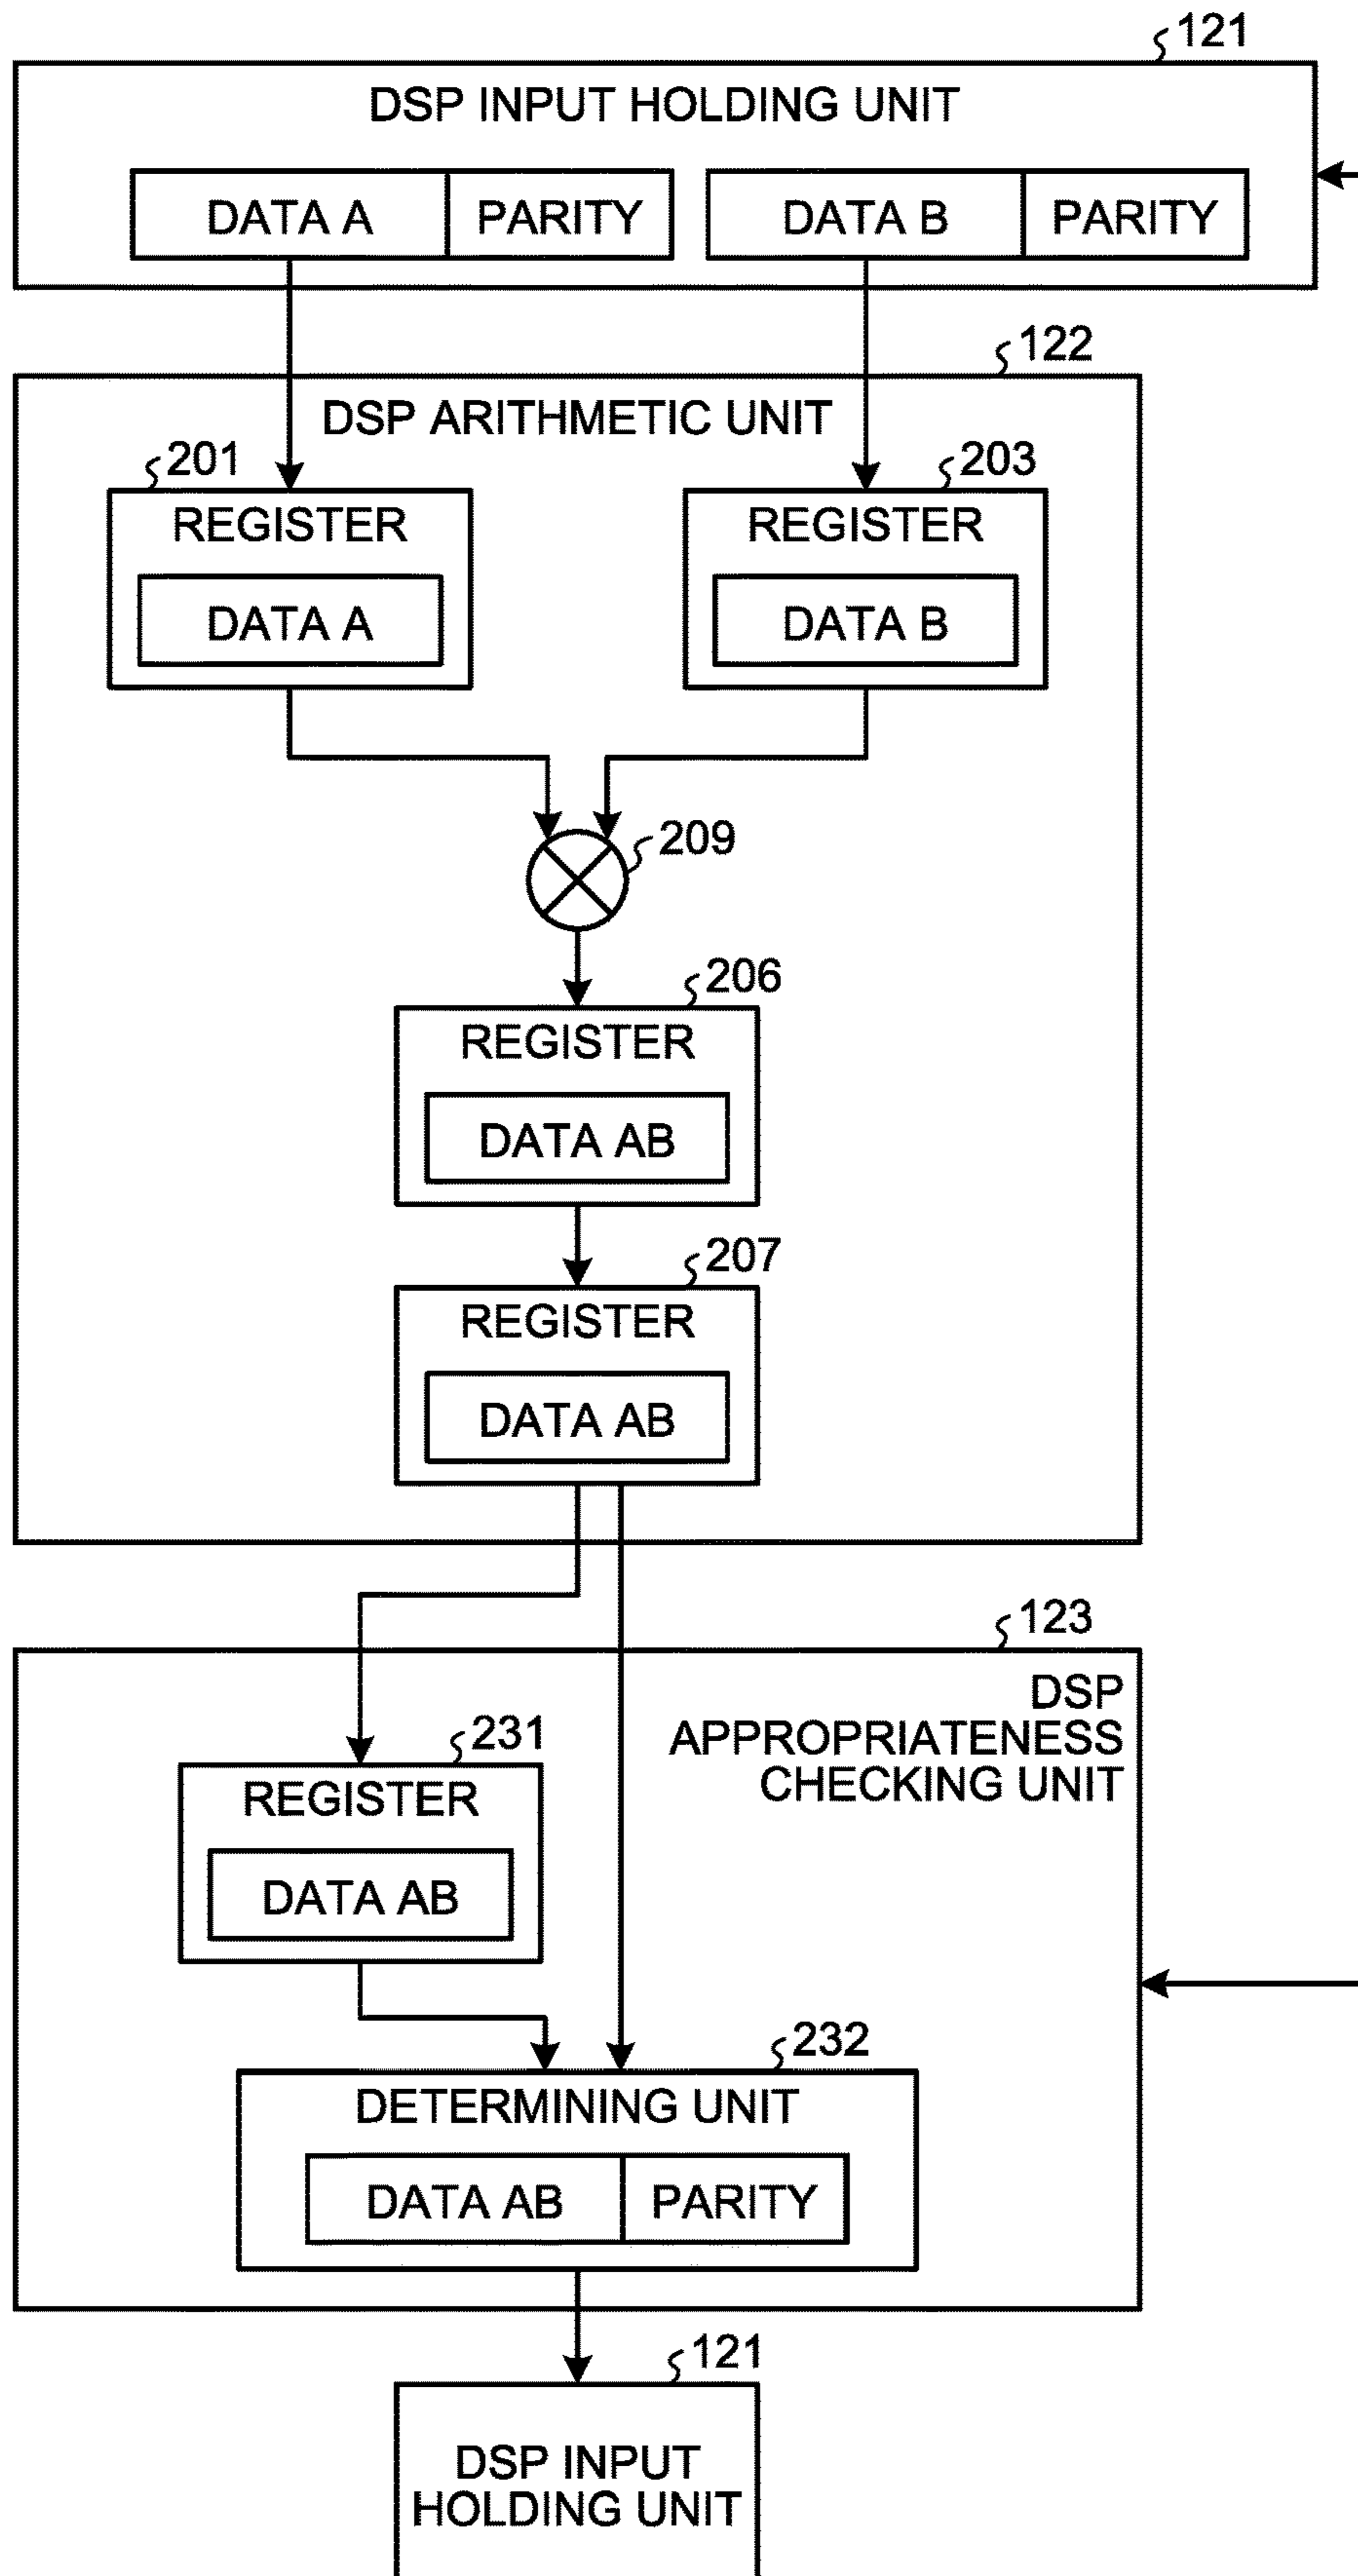 121
DSP INPUT HOLDING UNIT
DATA A PARITY DATA B PARITY
122
DSP ARITHMETIC UNIT
201 203
REGISTER REGISTER
DATA A DATA B
209
206
REGISTER
DATA AB
207
REGISTER
DATA AB
123
DSP
APPROPRIATENESS
CHECKING UNIT
231
REGISTER
DATA AB
232
DETERMINING UNIT
DATA AB PARITY
121
DSP INPUT
HOLDING UNIT